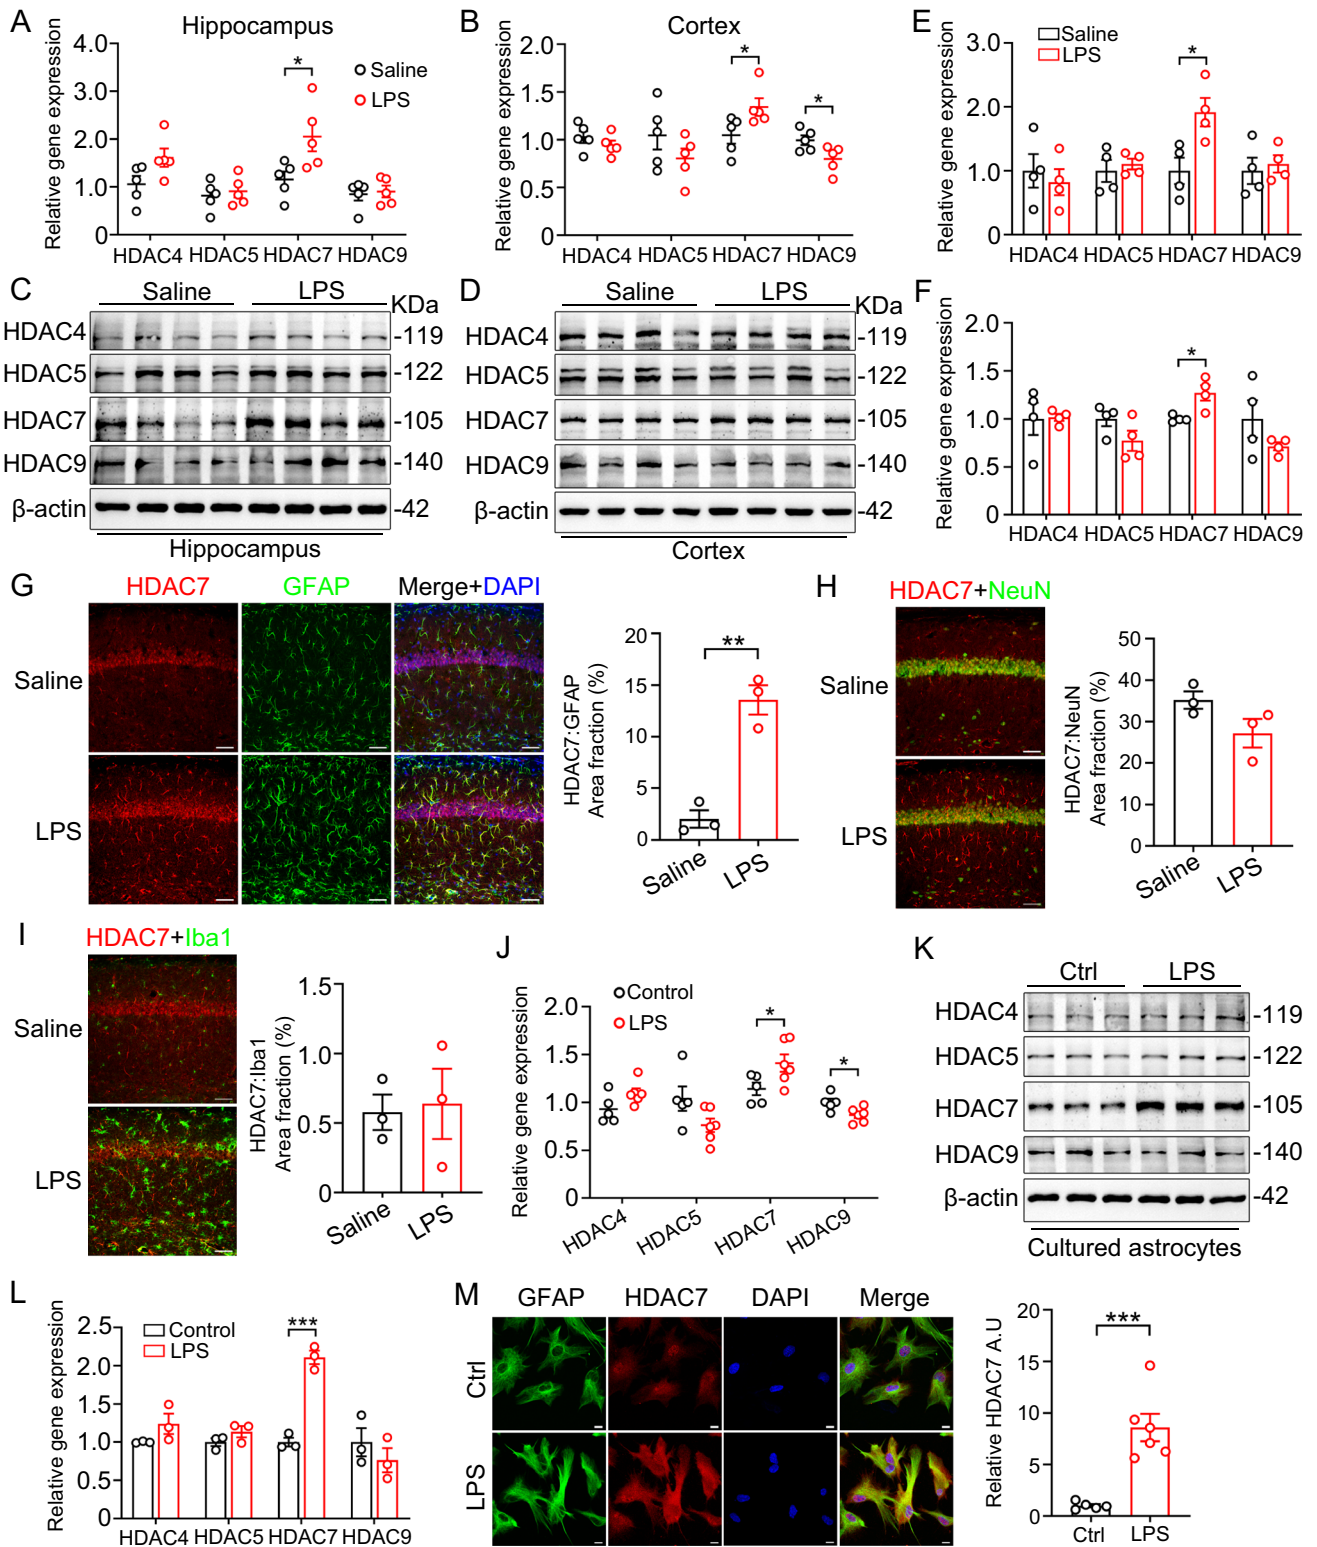 A
Hippocampus
Relative gene expression
4.0
3.0
2.0
1.0
0
*
Saline
LPS
HDAC4 HDAC5 HDAC7 HDAC9
B
Cortex
Relative gene expression
2.0
1.5
1.0
0.5
0
*
*
HDAC4 HDAC5 HDAC7 HDAC9
E
Relative gene expression
3.0
2.0
1.0
0
Saline
LPS
*
HDAC4 HDAC5 HDAC7 HDAC9
C
Saline LPS
KDa
HDAC4 -119
HDAC5 -122
HDAC7 -105
HDAC9 -140
β-actin -42
Hippocampus
D
Saline LPS
KDa
HDAC4 -119
HDAC5 -122
HDAC7 -105
HDAC9 -140
β-actin -42
Cortex
F
Relative gene expression
2.0
1.5
1.0
0.5
0
*
HDAC4 HDAC5 HDAC7 HDAC9
G
HDAC7 GFAP Merge+DAPI
Saline
LPS
HDAC7:GFAP
Area fraction (%)
20
15
10
5
0
**
Saline LPS
H
HDAC7+NeuN
Saline
LPS
HDAC7:NeuN
Area fraction (%)
50
40
30
20
10
0
Saline LPS
I
HDAC7+Iba1
Saline
LPS
HDAC7:Iba1
Area fraction (%)
1.5
1.0
0.5
0
Saline LPS
J
Relative gene expression
2.0
1.5
1.0
0.5
0
Control
LPS
*
*
HDAC4 HDAC5 HDAC7 HDAC9
K
Ctrl LPS
HDAC4 -119
HDAC5 -122
HDAC7 -105
HDAC9 -140
β-actin -42
Cultured astrocytes
L
Relative gene expression
2.5
2.0
1.5
1.0
0.5
0
Control
LPS
***
HDAC4 HDAC5 HDAC7 HDAC9
M
GFAP HDAC7 DAPI Merge
Ctrl
LPS
Relative HDAC7 A.U
20
15
10
5
0
***
Ctrl LPS